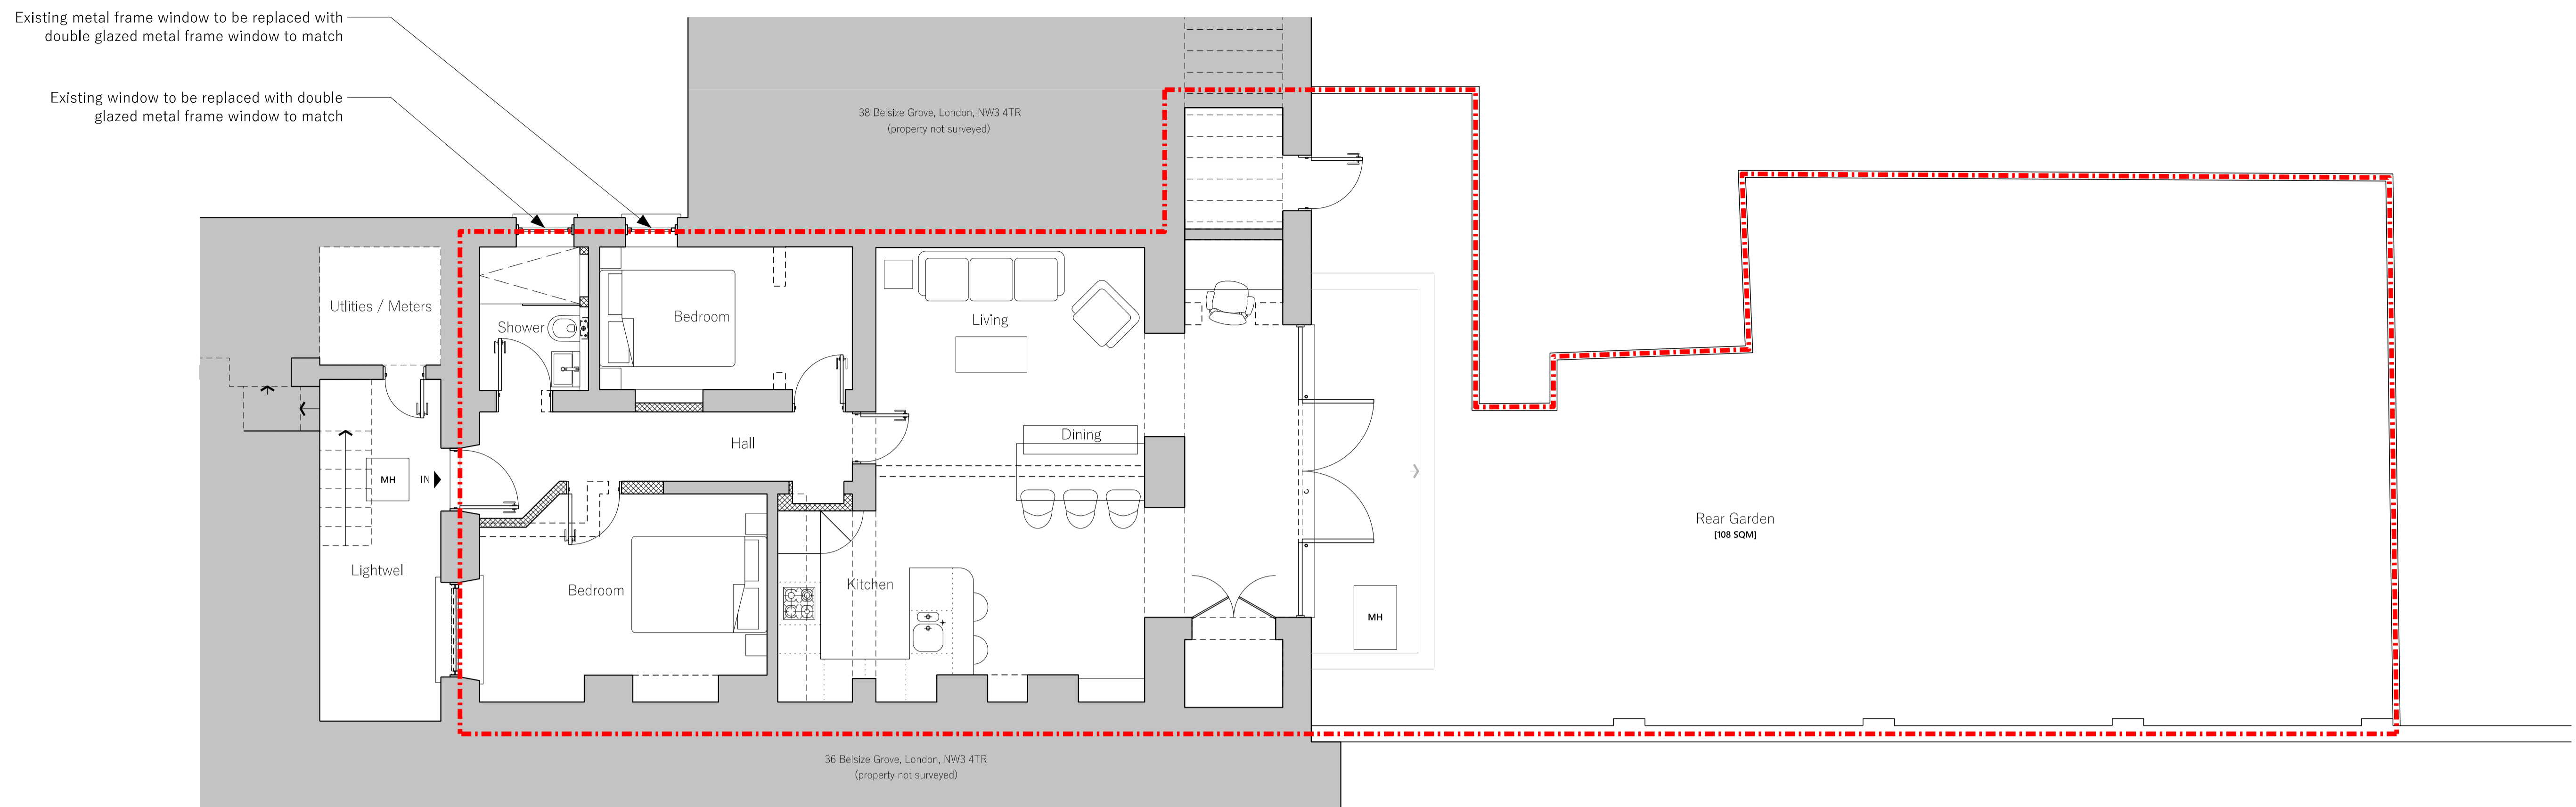 Existing metal frame window to be replaced with
double glazed metal frame window to match
Existing window to be replaced with double
glazed metal frame window to match
38 Belsize Grove, London, NW3 4TR
(property not surveyed)
Utlities / Meters
Shower
Bedroom
Living
Hall
Dining
MH
IN
Lightwell
Bedroom
Kitchen
Rear Garden
[108 SQM]
MH
36 Belsize Grove, London, NW3 4TR
(property not surveyed)